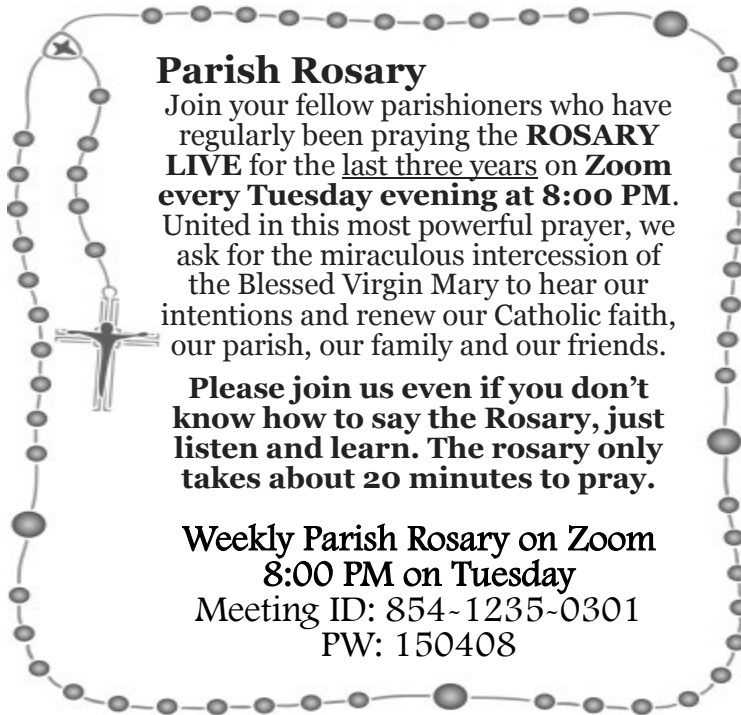 Parish Rosary
Join your fellow parishioners who have
regularly been praying the ROSARY
LIVE for the last three years on Zoom
every Tuesday evening at 8:00 PM.
United in this most powerful prayer, we
ask for the miraculous intercession of
the Blessed Virgin Mary to hear our
intentions and renew our Catholic faith,
our parish, our family and our friends.
Please join us even if you don’t
know how to say the Rosary, just
listen and learn. The rosary only
takes about 20 minutes to pray.
Weekly Parish Rosary on Zoom
8:00 PM on Tuesday
Meeting ID: 854-1235-0301
PW: 150408